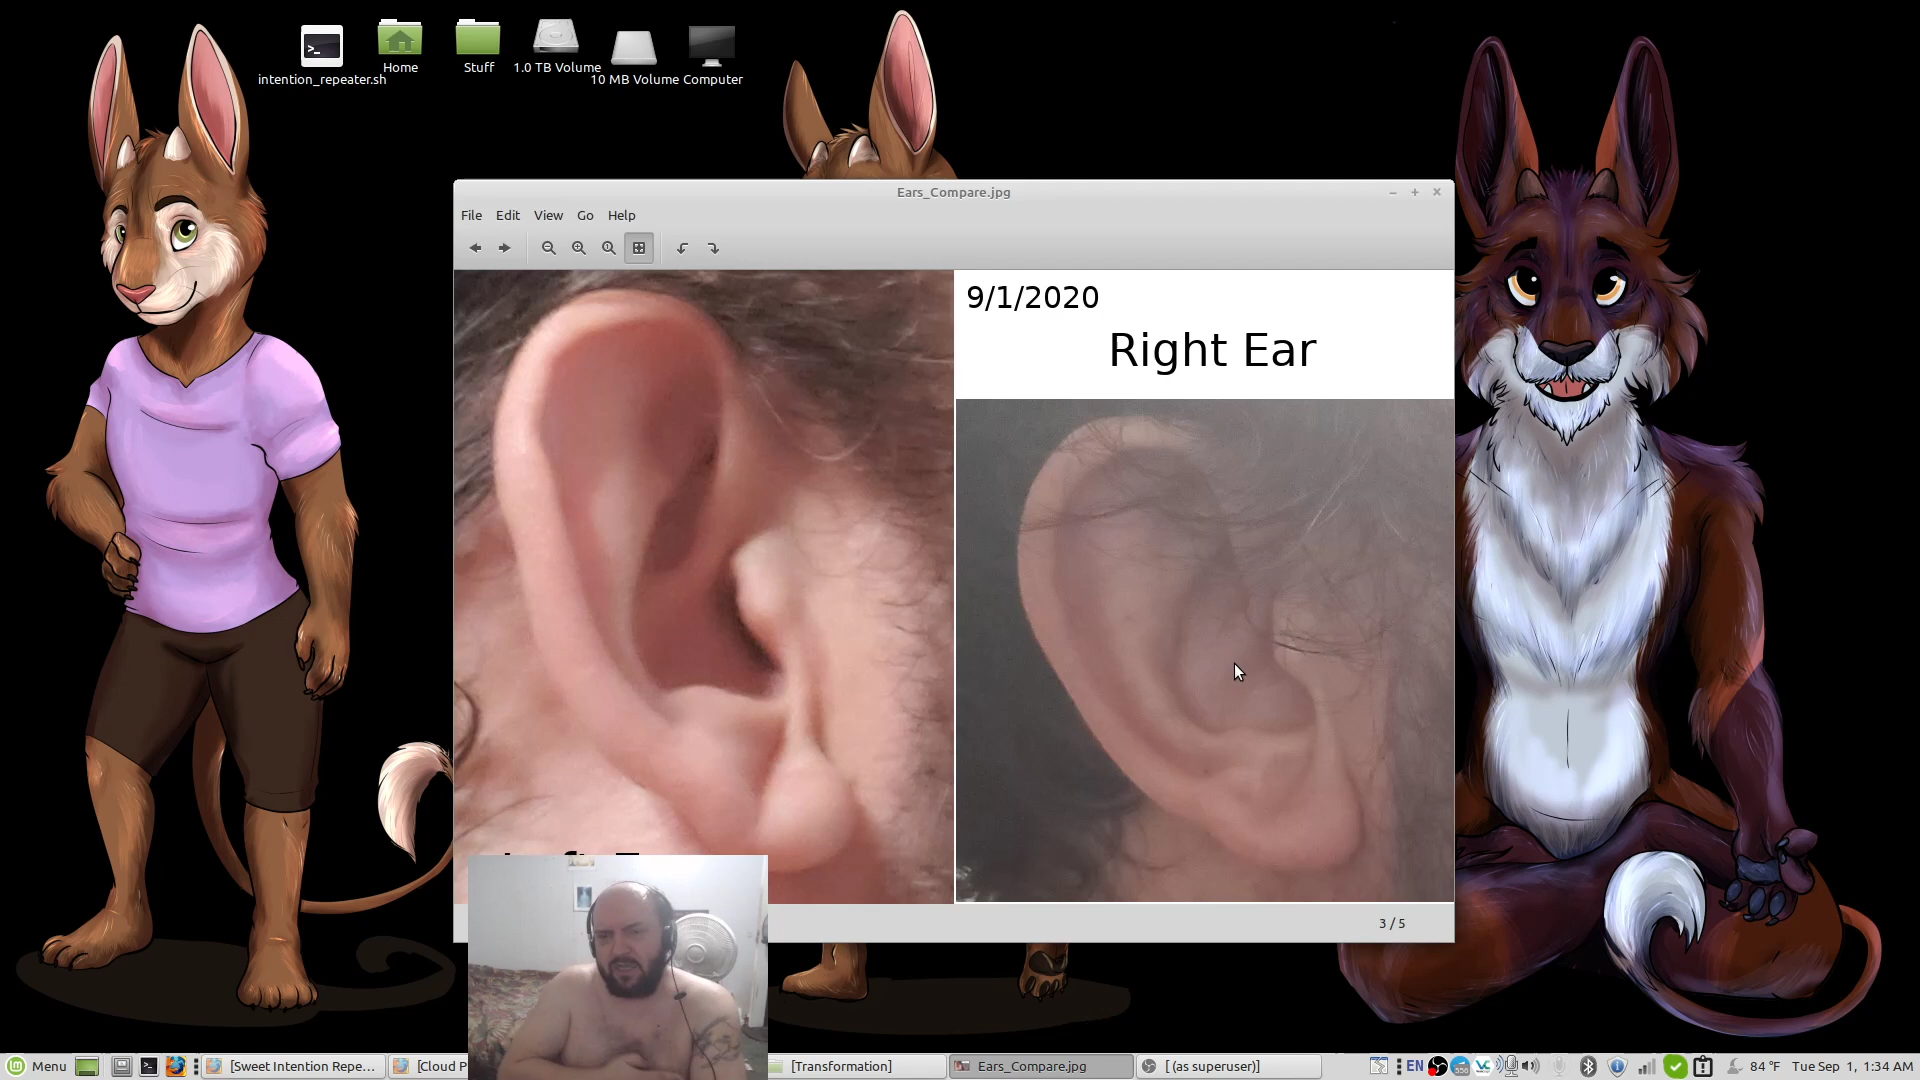 intention_repeater.sh
Home
Stuff
1.0 TB Volume
10 MB Volume
Computer
Ears_Compare.jpg
File Edit View Go Help
9/1/2020
Right Ear
3 / 5
Menu
[Sweet Intention Repe...
[Cloud P
[Transformation]
Ears_Compare.jpg
[ (as superuser)]
EN
556
84 °F
Tue Sep 1, 1:34 AM